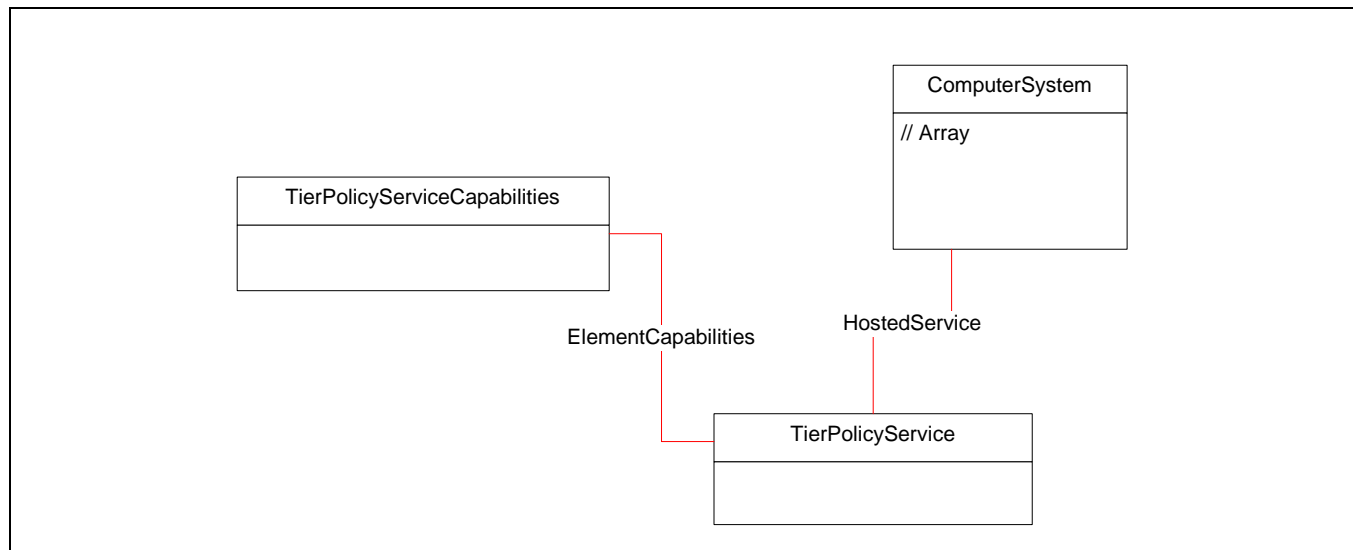 ComputerSystem
// Array
TierPolicyServiceCapabilities
HostedService
ElementCapabilities
TierPolicyService